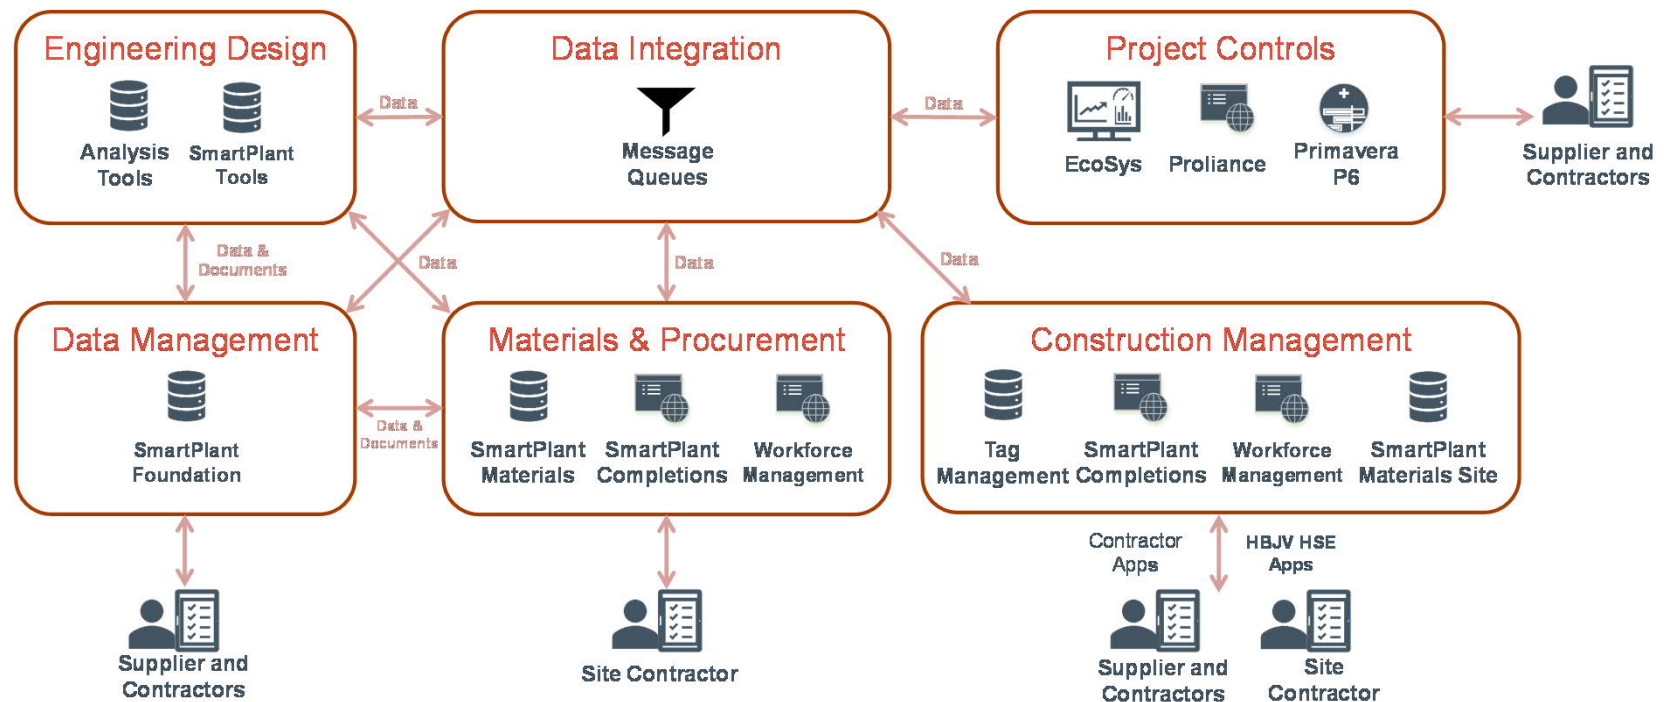 Engineering Design
Analysis
Tools
SmartPlant
Tools
Data
Data Integration
Message
Queues
Data
Project Controls
EcoSys
Proliance
Primavera
P6
Supplier and
Contractors
Data &
Documents
Data
Data
Data
Data Management
SmartPlant
Foundation
Data &
Documents
Materials & Procurement
SmartPlant
Materials
SmartPlant
Completions
Workforce
Management
Construction Management
Tag
Management
SmartPlant
Completions
Workforce
Management
SmartPlant
Materials Site
Contractor
Apps
HBJV HSE
Apps
Supplier and
Contractors
Site Contractor
Supplier and
Contractors
Site
Contractor